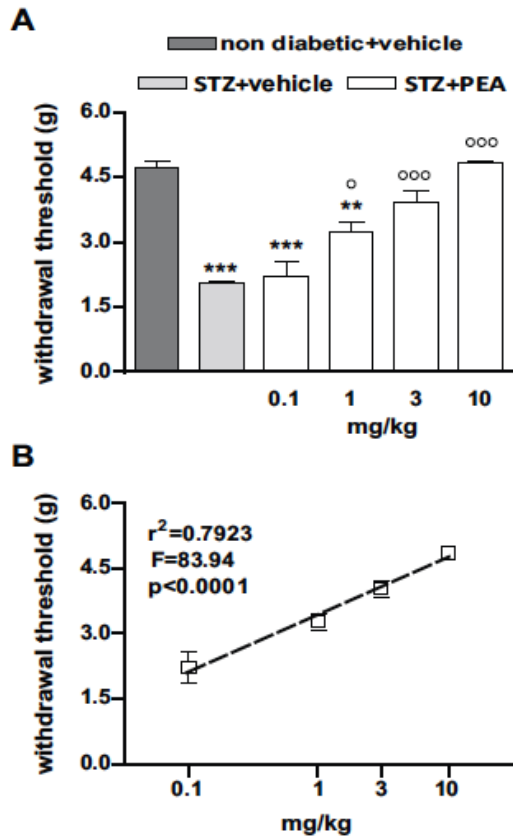 A
non diabetic+vehicle
STZ+vehicle STZ+PEA
withdrawal threshold (g)
6.0
4.5
3.0
1.5
0.0
***
***
°
**
°°°
°°°
0.1 1 3 10
mg/kg
B
withdrawal threshold (g)
6.0
4.5
3.0
1.5
0.0
r²=0.7923
F=83.94
p<0.0001
0.1 1 3 10
mg/kg